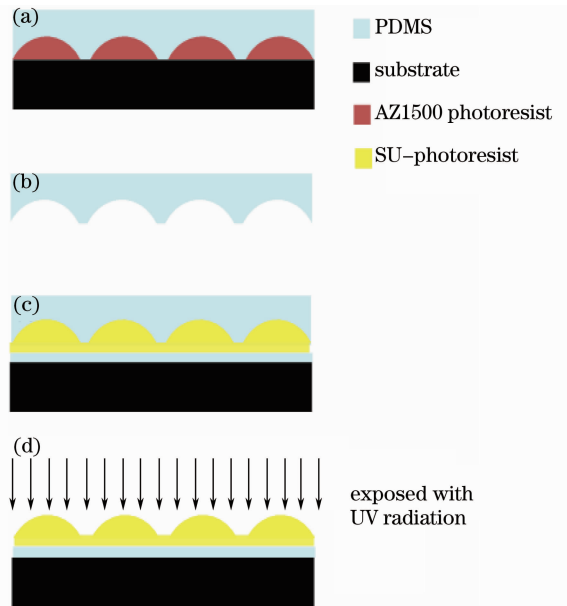 (a)
PDMS
substrate
AZ1500 photoresist
SU-photoresist
(b)
(c)
(d)
exposed with
UV radiation